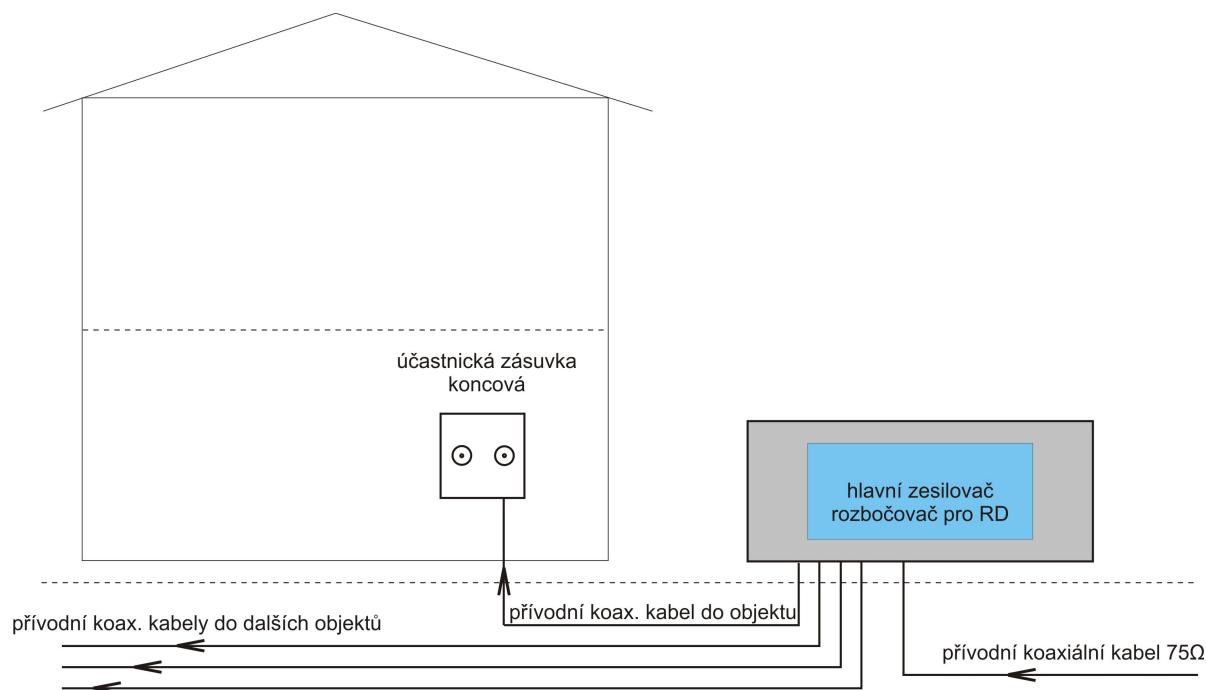 účastnická zásuvka
koncová
hlavní zesilovač
rozbočovač pro RD
přívodní koax. kabel do objektu
přívodní koax. kabely do dalších objektů
přívodní koaxiální kabel 75Ω